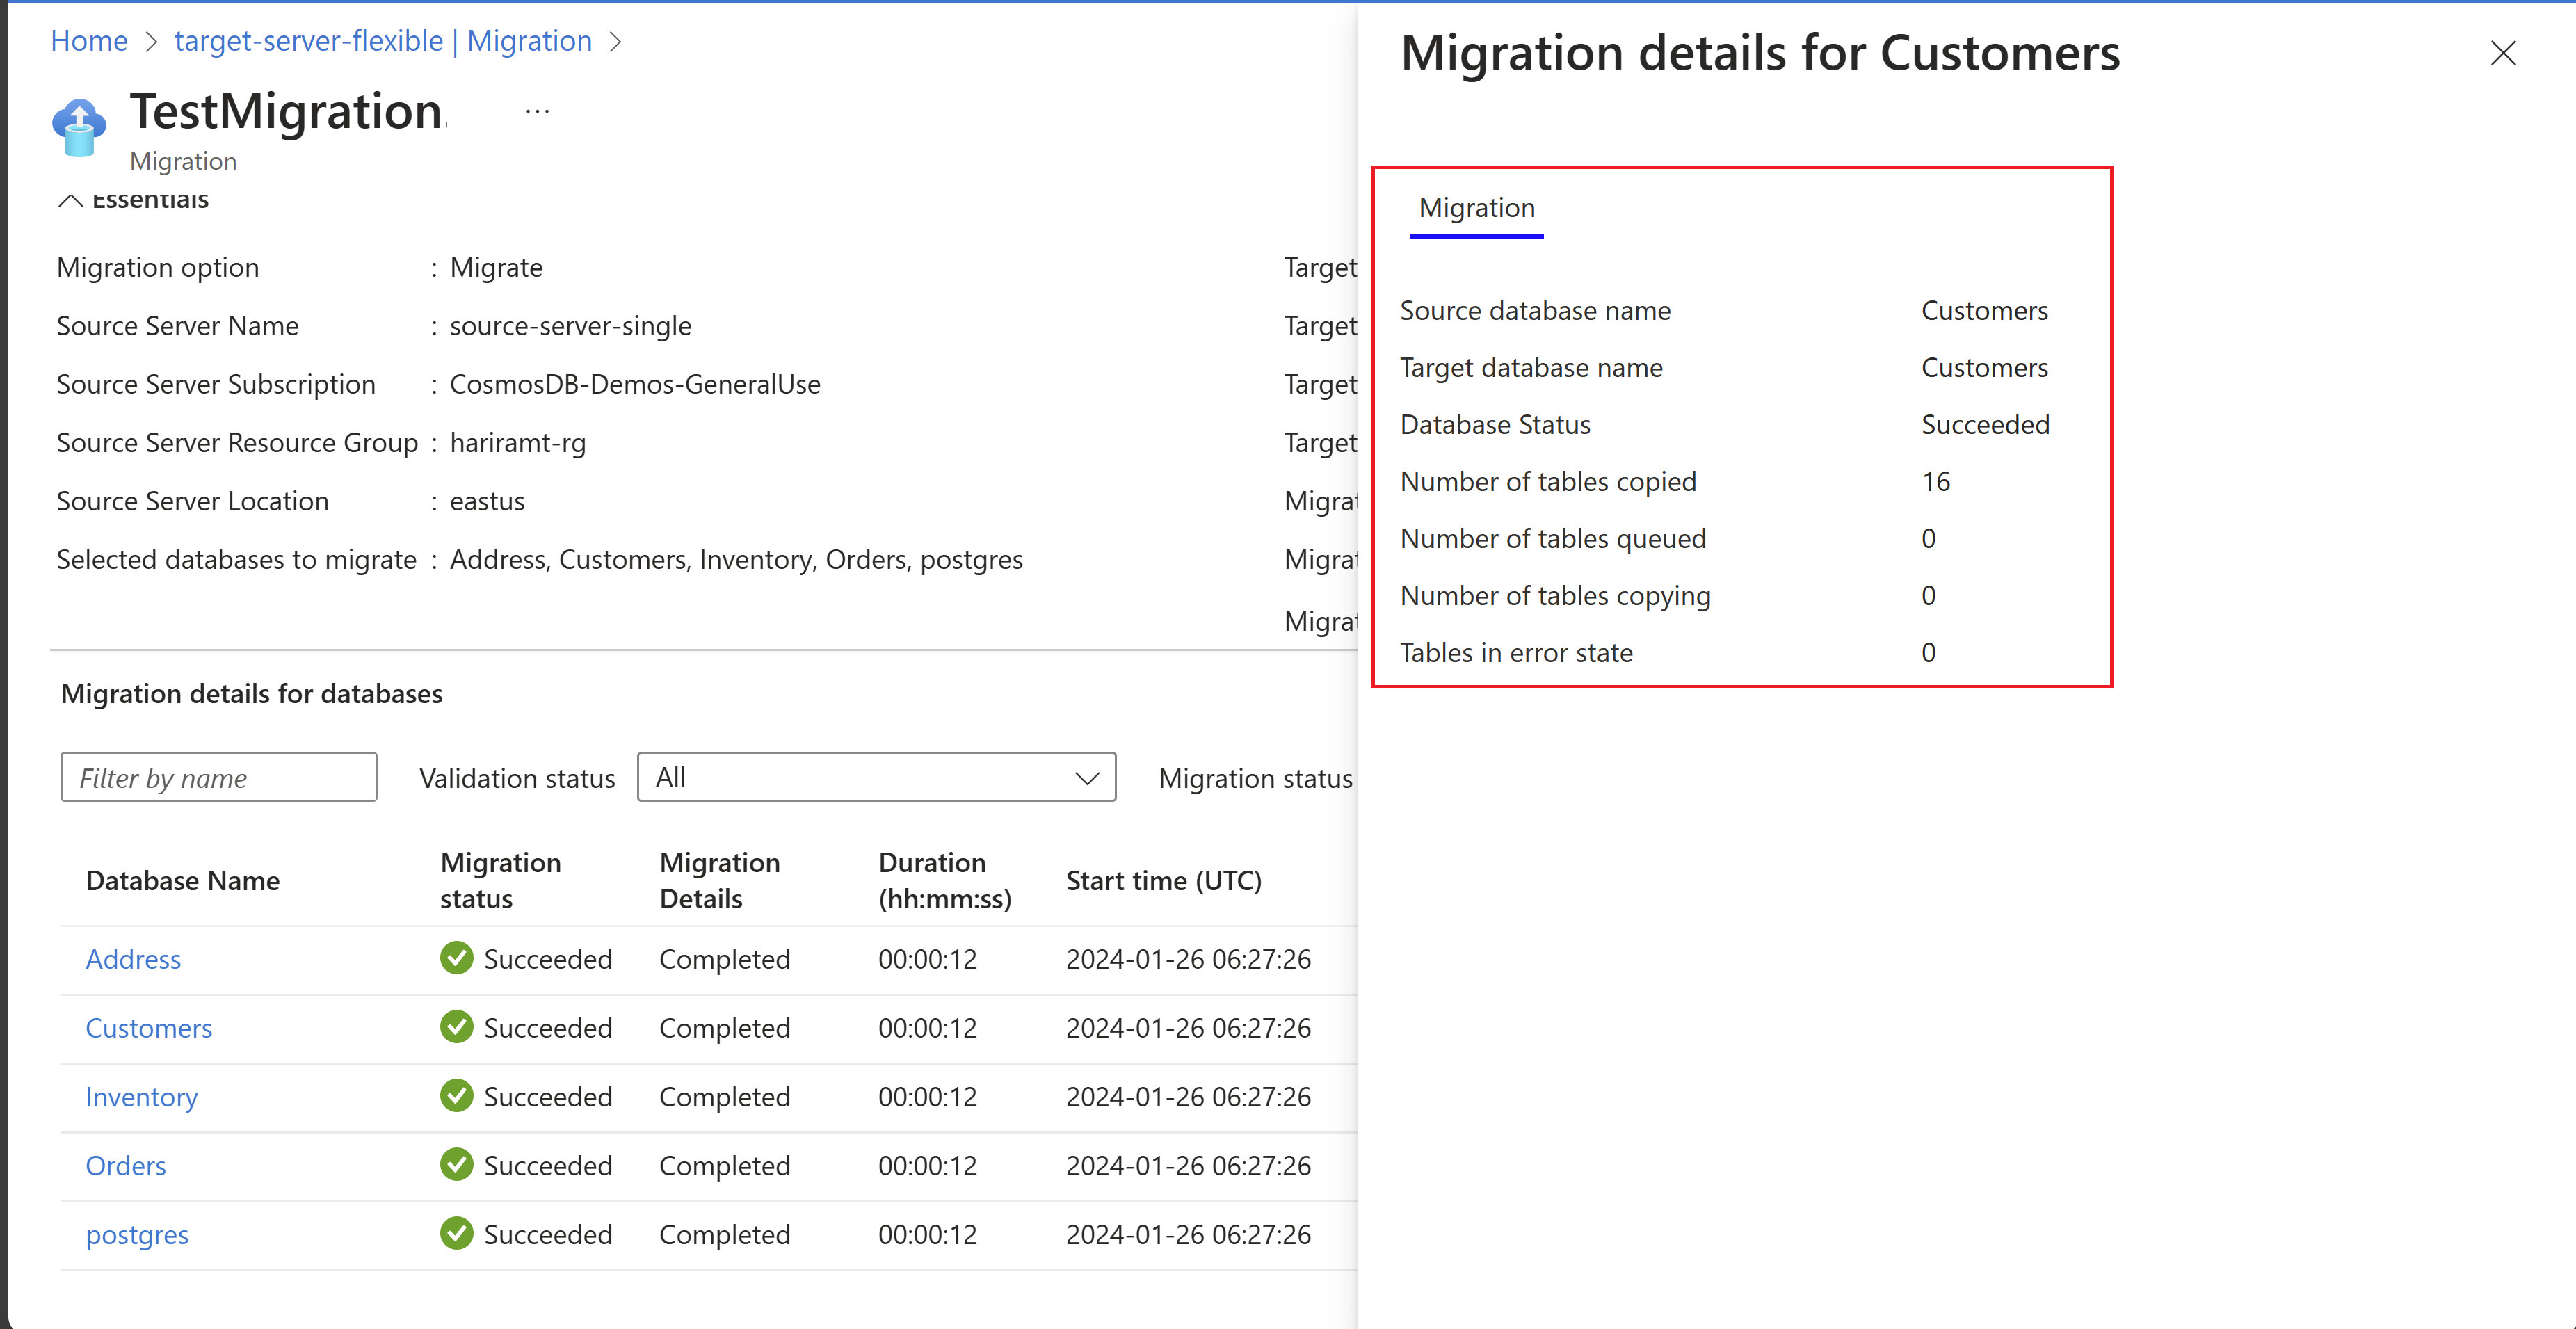 Home > target-server-flexible | Migration >
TestMigration
...
Migration
Essentials
Migration option : Migrate
Source Server Name : source-server-single
Source Server Subscription : CosmosDB-Demos-GeneralUse
Source Server Resource Group : hariramt-rg
Source Server Location : eastus
Selected databases to migrate : Address, Customers, Inventory, Orders, postgres
Target
Target
Target
Target
Migrat
Migrat
Migrat
Migration details for databases
Filter by name
Validation status
All
Migration status
Database Name Migration status Migration Details Duration (hh:mm:ss) Start time (UTC)
Address Succeeded Completed 00:00:12 2024-01-26 06:27:26
Customers Succeeded Completed 00:00:12 2024-01-26 06:27:26
Inventory Succeeded Completed 00:00:12 2024-01-26 06:27:26
Orders Succeeded Completed 00:00:12 2024-01-26 06:27:26
postgres Succeeded Completed 00:00:12 2024-01-26 06:27:26
Migration details for Customers
Migration
Source database name Customers
Target database name Customers
Database Status Succeeded
Number of tables copied 16
Number of tables queued 0
Number of tables copying 0
Tables in error state 0